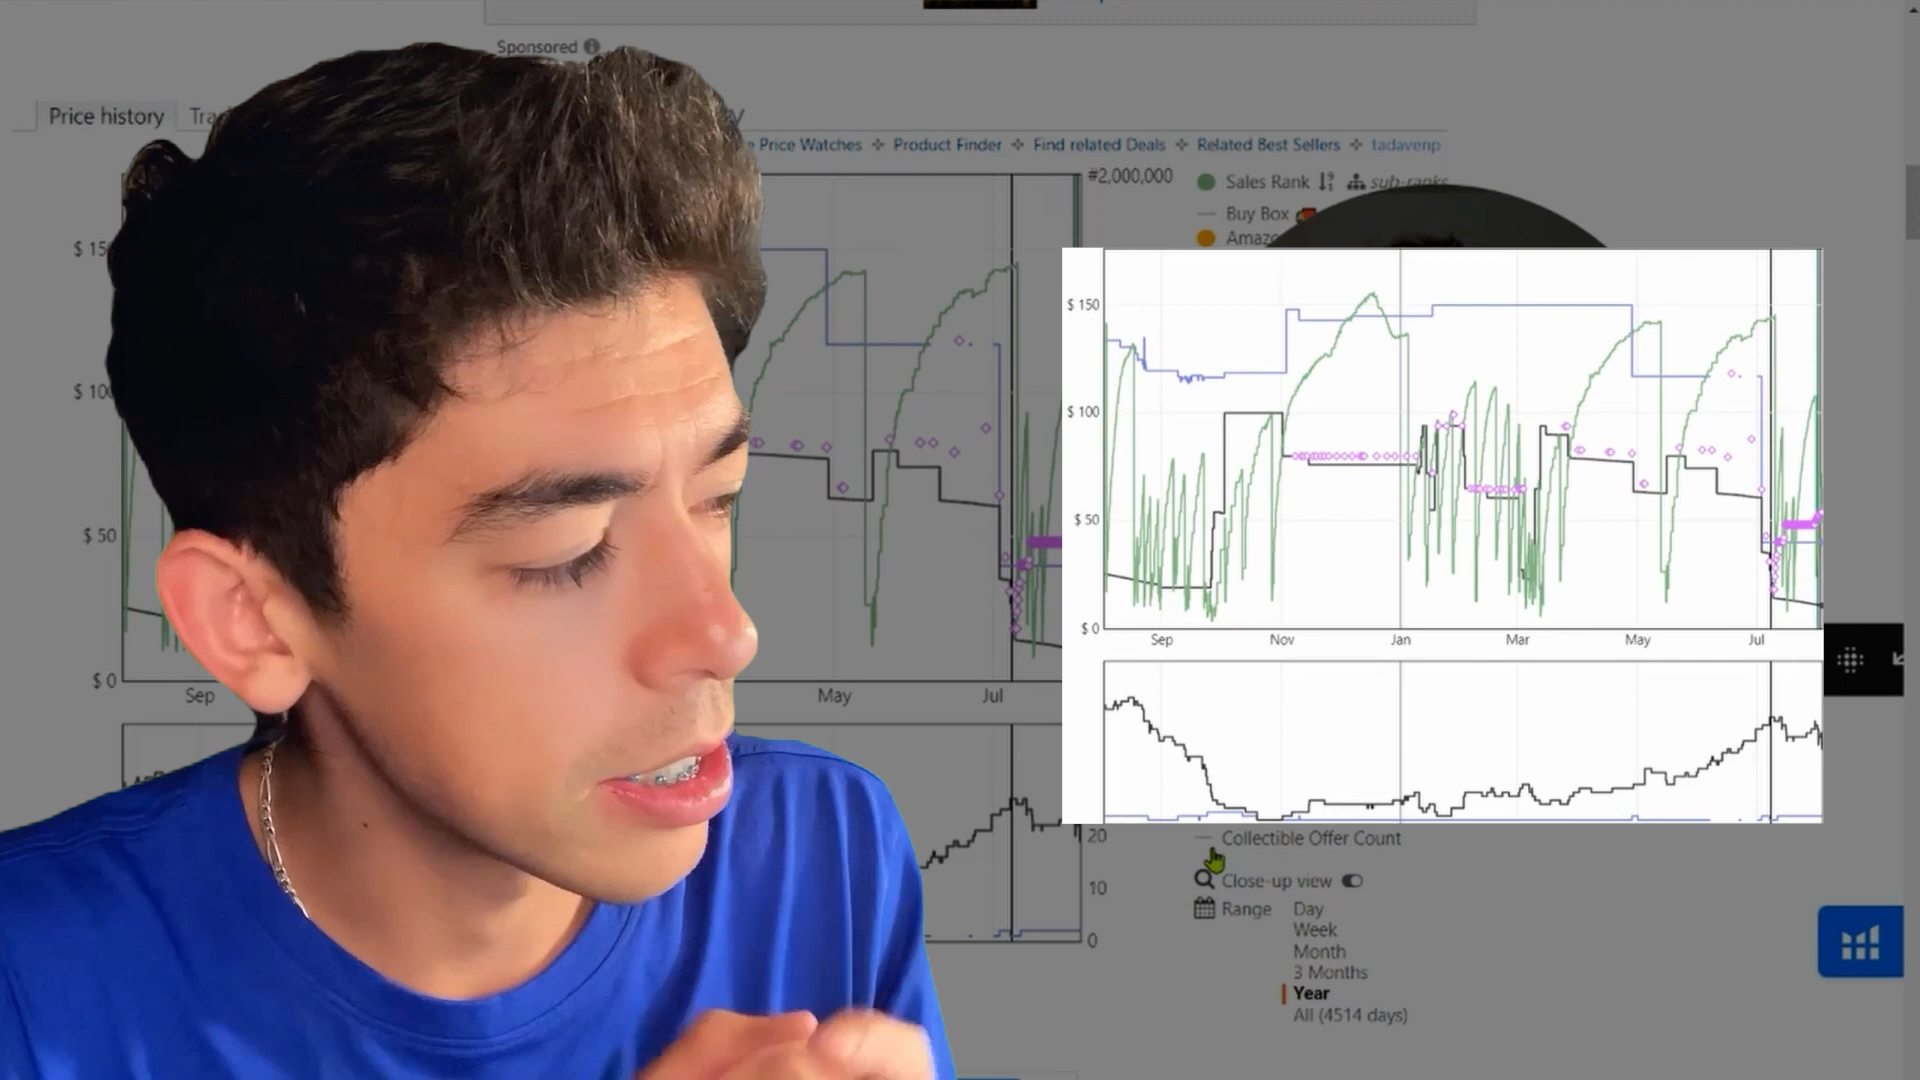 Sponsored
Price history
Price Watches ✧ Product Finder ✧ Find related Deals ✧ Related Best Sellers ✧ tadavenp
#2,000,000
Sales Rank sub-ranks
Buy Box
$ 0
Sep
May
Jul
$ 50
$ 150
$ 100
$ 50
$ 0
Sep Nov Jan Mar May Jul
20
10
0
Collectible Offer Count
Close-up view
Range
Day
Week
Month
3 Months
Year
All (4514 days)